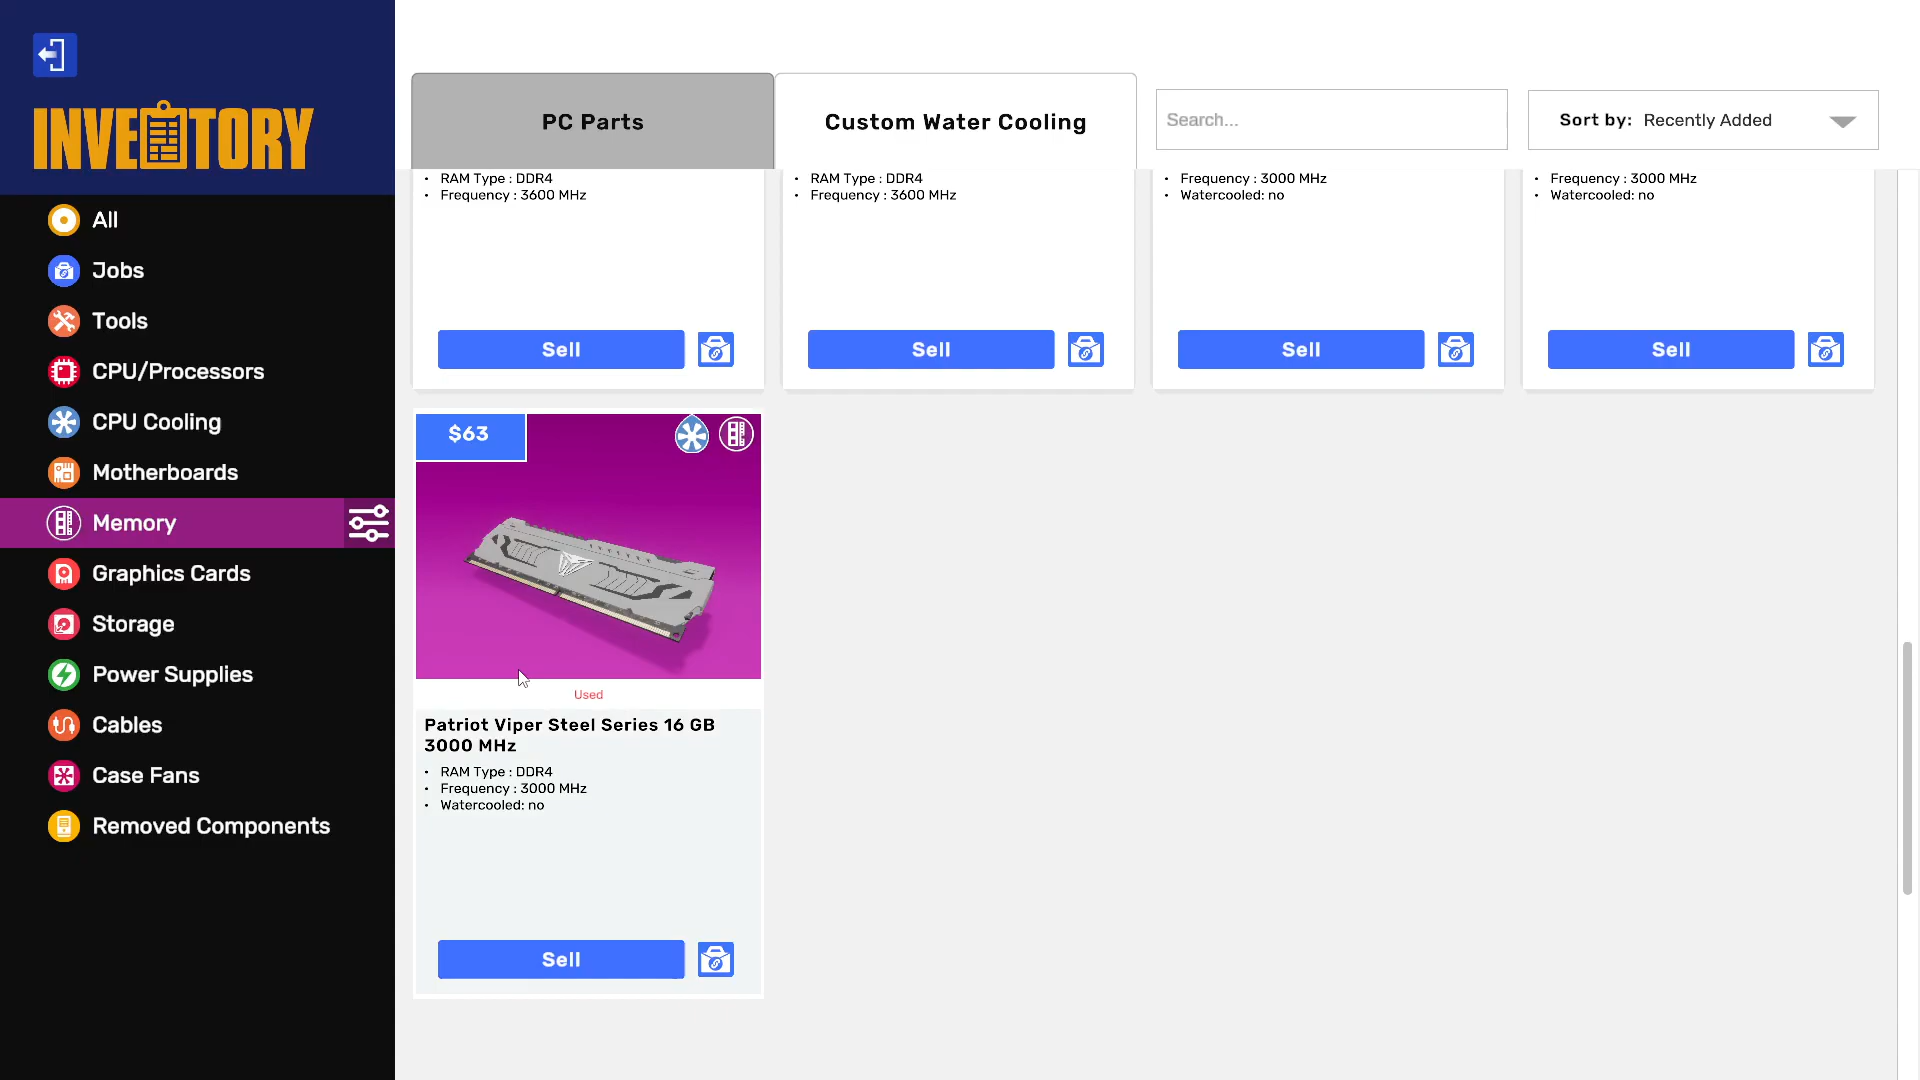 INVENTORY
All
Jobs
Tools
CPU/Processors
CPU Cooling
Motherboards
Memory
Graphics Cards
Storage
Power Supplies
Cables
Case Fans
Removed Components
PC Parts
Custom Water Cooling
Search...
Sort by: Recently Added
• RAM Type : DDR4
• Frequency : 3600 MHz
Sell
• RAM Type : DDR4
• Frequency : 3600 MHz
Sell
• Frequency : 3000 MHz
• Watercooled: no
Sell
• Frequency : 3000 MHz
• Watercooled: no
Sell
$63
Used
Patriot Viper Steel Series 16 GB
3000 MHz
• RAM Type : DDR4
• Frequency : 3000 MHz
• Watercooled: no
Sell